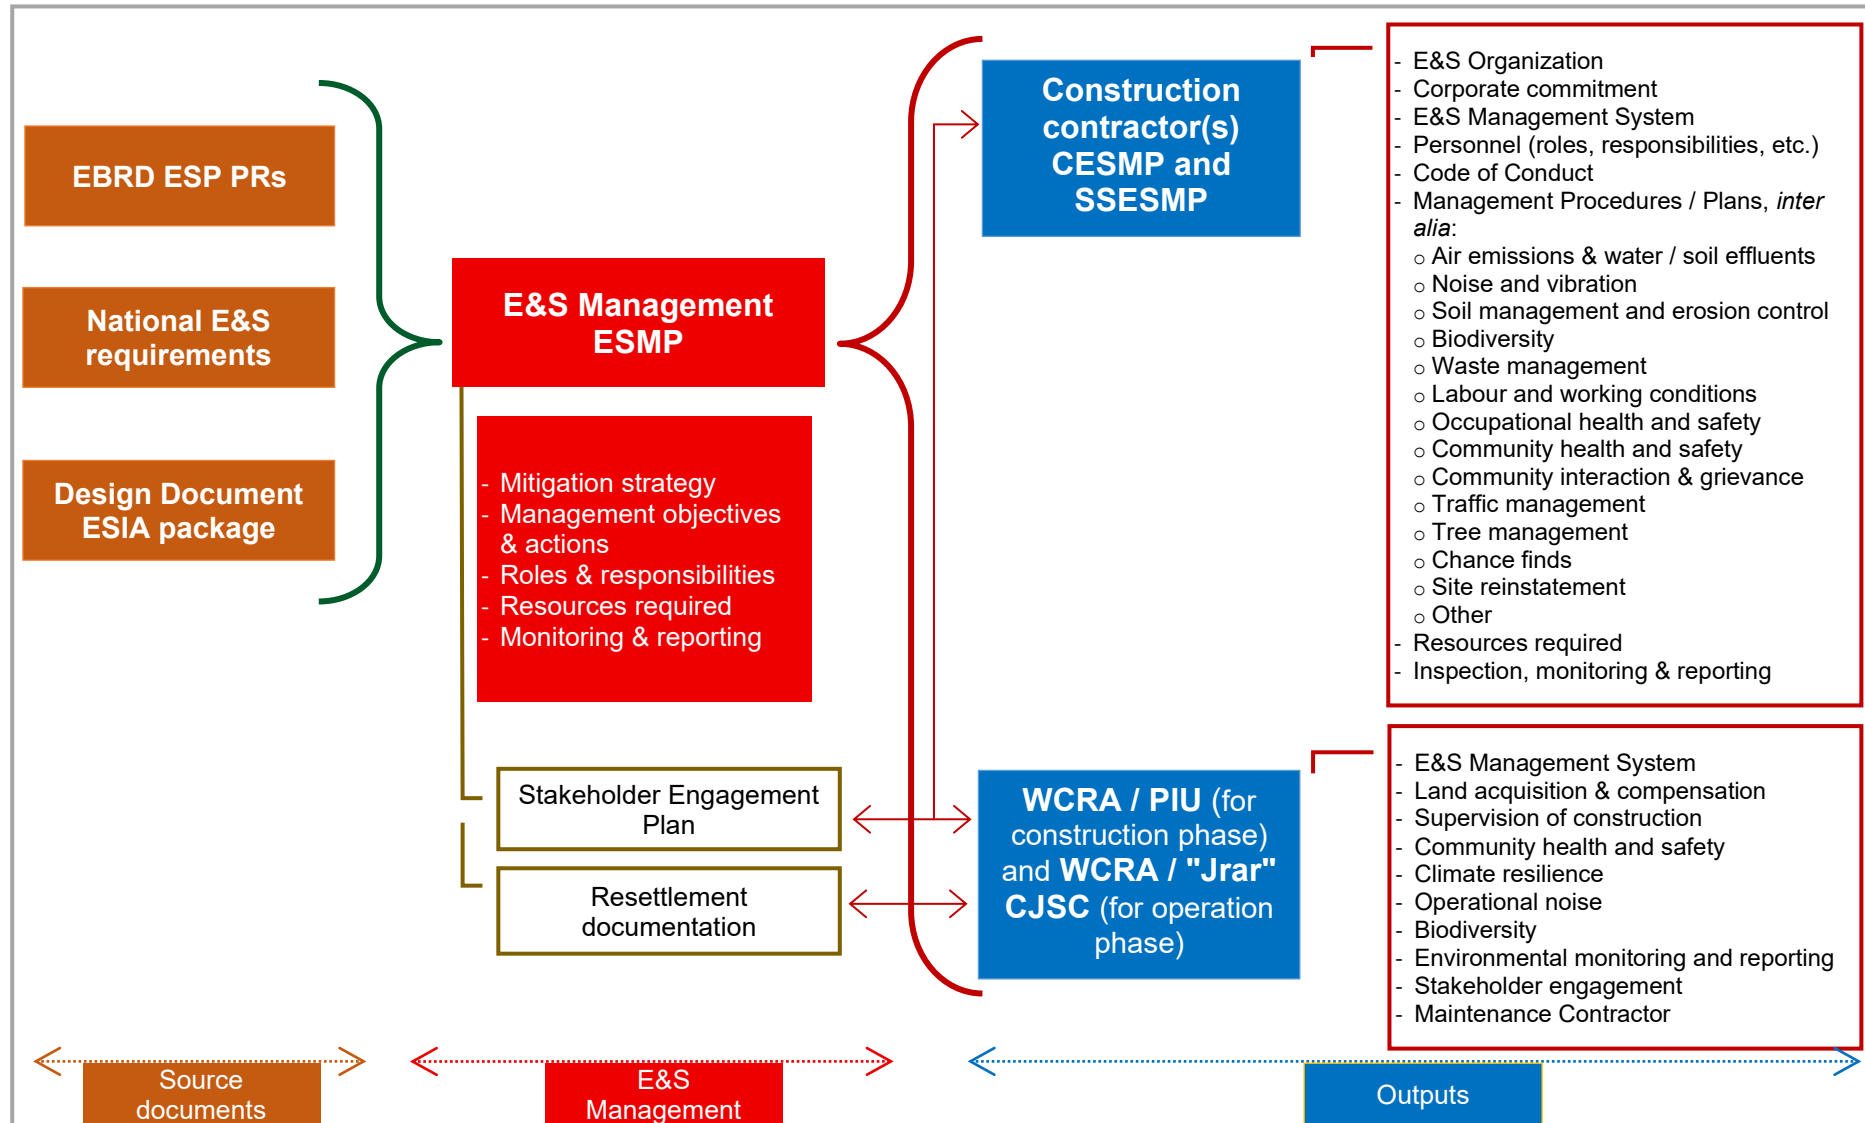 EBRD ESP PRs
National E&S
requirements
Design Document
ESIA package
E&S Management
ESMP
- Mitigation strategy
- Management objectives
& actions
- Roles & responsibilities
- Resources required
- Monitoring & reporting
Stakeholder Engagement
Plan
Resettlement
documentation
Construction
contractor(s)
CESMP and
SSESMP
WCRA / PIU (for
construction phase)
and WCRA / "Jrar"
CJSC (for operation
phase)
- E&S Organization
- Corporate commitment
- E&S Management System
- Personnel (roles, responsibilities, etc.)
- Code of Conduct
- Management Procedures / Plans, inter
alia:
o Air emissions & water / soil effluents
o Noise and vibration
o Soil management and erosion control
o Biodiversity
o Waste management
o Labour and working conditions
o Occupational health and safety
o Community health and safety
o Community interaction & grievance
o Traffic management
o Tree management
o Chance finds
o Site reinstatement
o Other
- Resources required
- Inspection, monitoring & reporting
- E&S Management System
- Land acquisition & compensation
- Supervision of construction
- Community health and safety
- Climate resilience
- Operational noise
- Biodiversity
- Environmental monitoring and reporting
- Stakeholder engagement
- Maintenance Contractor
Source
documents
E&S
Management
Outputs